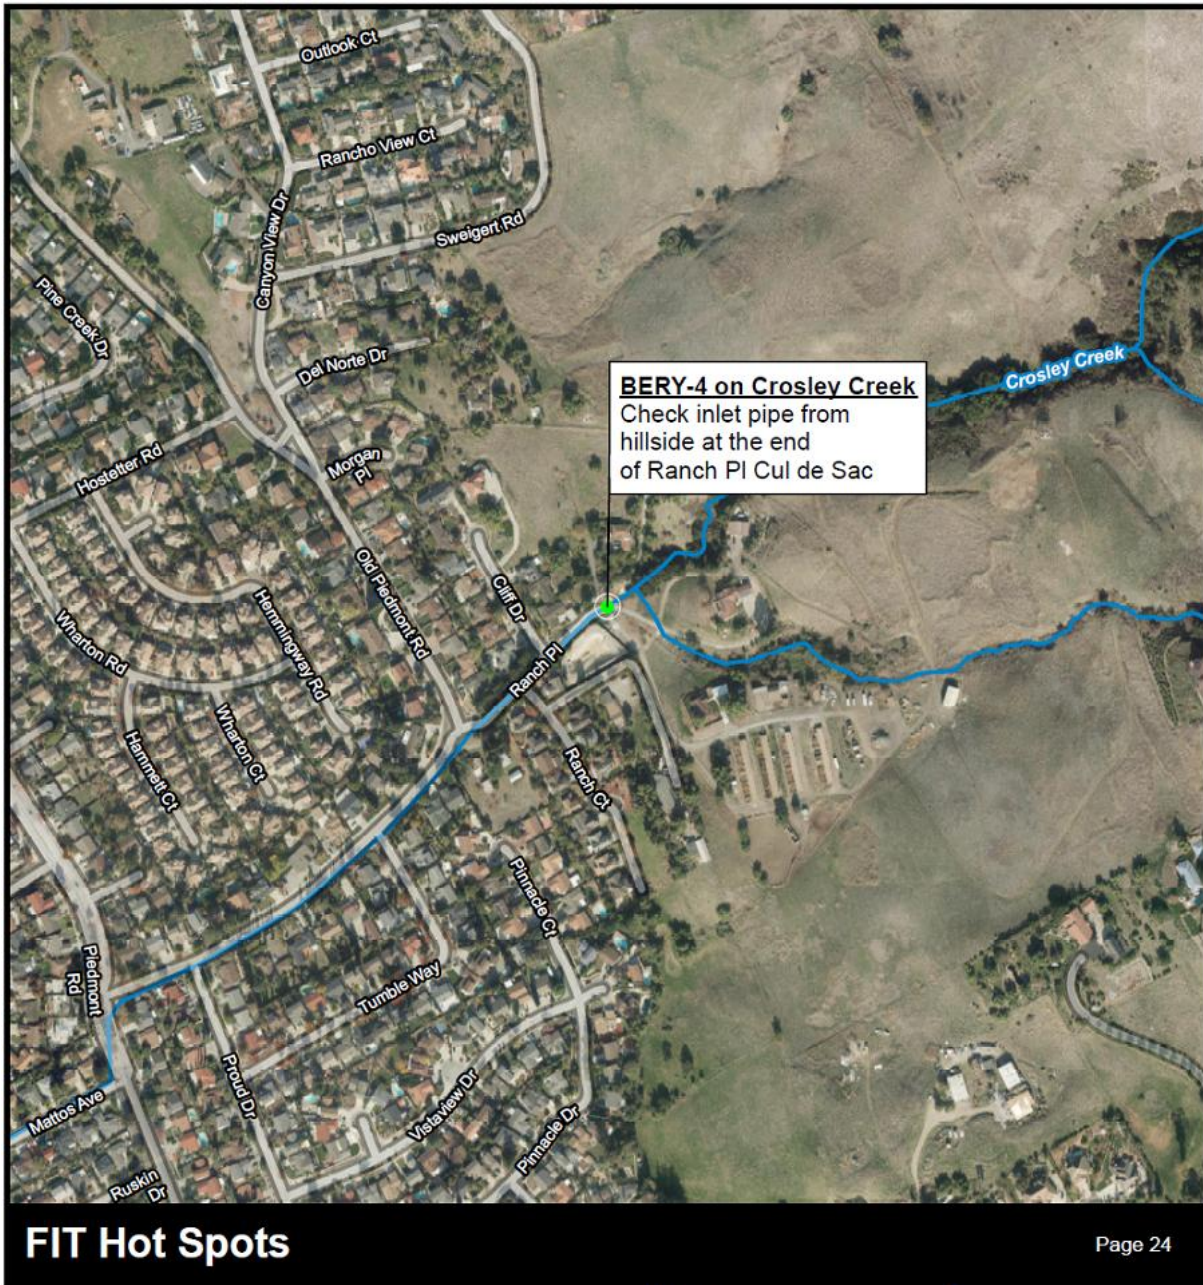 Outlook Ct
Rancho View Ct
Canyon View Dr
Sweigert Rd
Pine Creek Dr
Del Norte Dr
Crosley Creek
BERY-4 on Crosley Creek
Check inlet pipe from
hillside at the end
of Ranch Pl Cul de Sac
Hostetter Rd
Morgan
Pl
Old Piedmont Rd
Cliff Dr
Hemmingway Rd
Wharton Rd
Ranch Pl
Wharton Ct
Hammett Ct
Ranch Ct
Pinnacle Ct
Piedmont
Rd
Tumble Way
Proud Dr
Mattos Ave
Vistaview Dr
Pinnacle Dr
Ruskin
Dr
FIT Hot Spots
Page 24